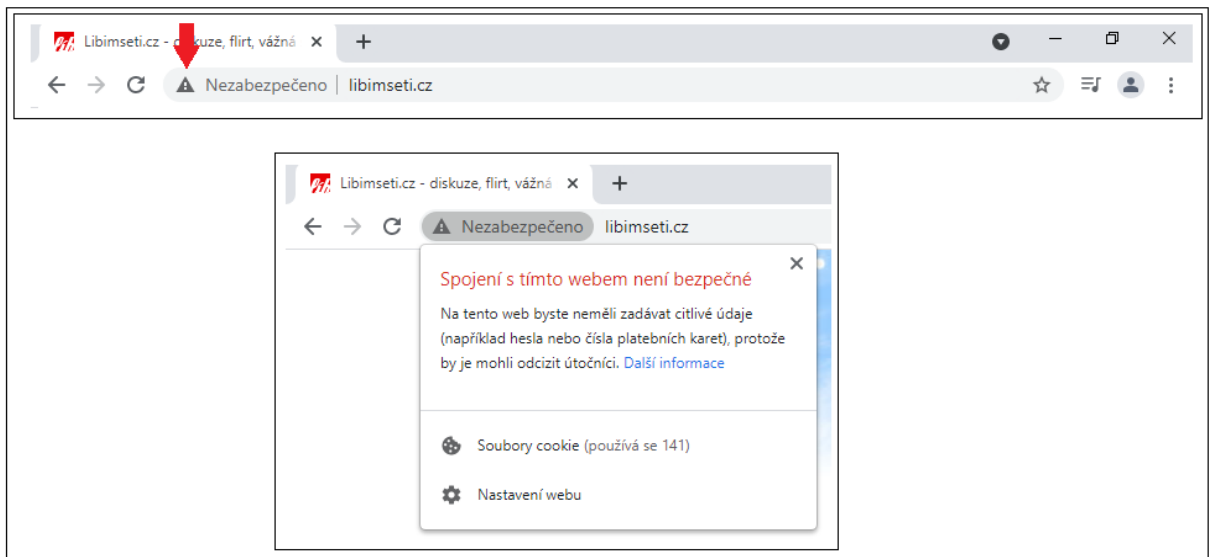 Libimseti.cz - diskuze, flirt, vážná
Nezabezpečeno | libimseti.cz
Libimseti.cz - diskuze, flirt, vážná
Nezabezpečeno libimseti.cz
Spojení s tímto webem není bezpečné
Na tento web byste neměli zadávat citlivé údaje
(například hesla nebo čísla platebních karet), protože
by je mohli odcizit útočníci. Další informace
Soubory cookie (používá se 141)
Nastavení webu